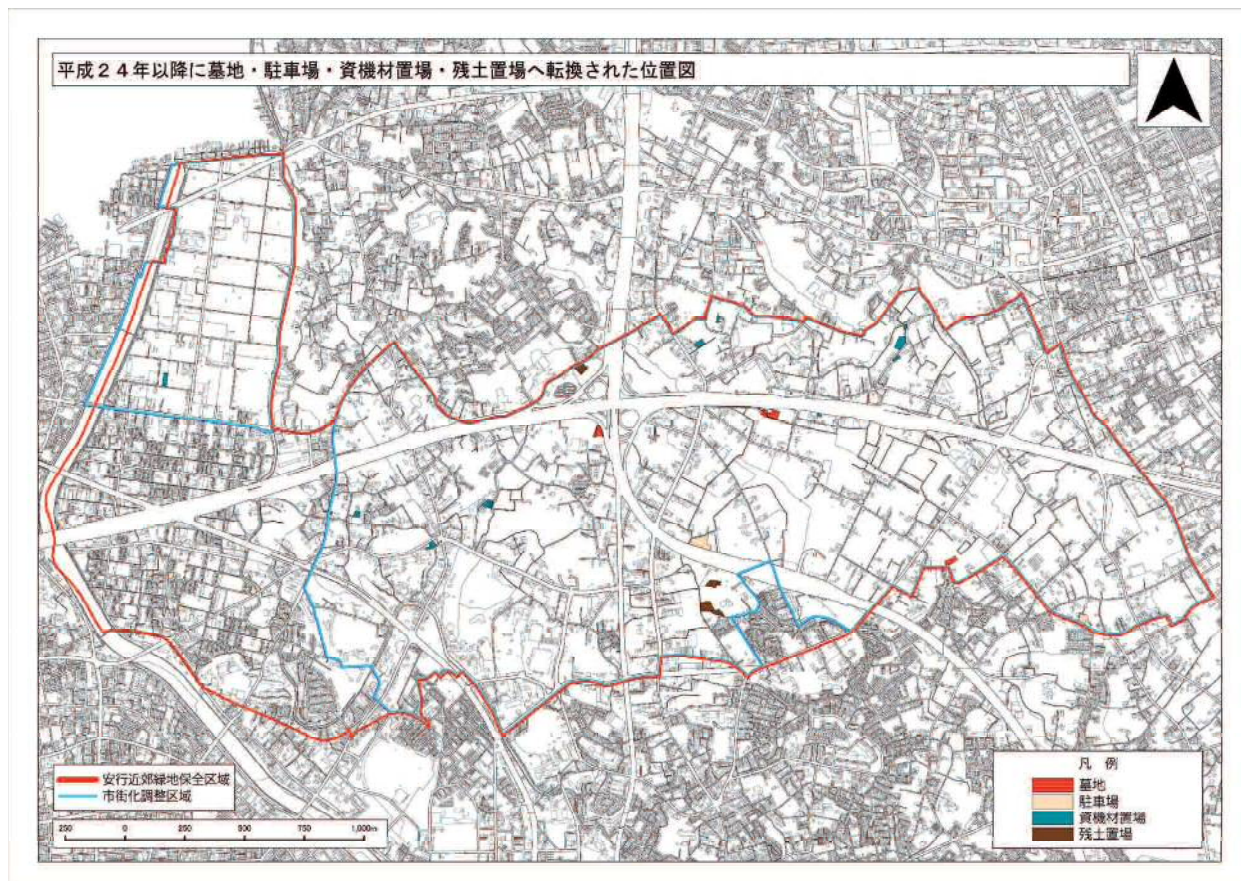 平成２４年以降に墓地・駐車場・資機材置場・残土置場へ転換された位置図
安行近郊緑地保全区域
市街化調整区域
250 0 250 500 750 1,000m
凡 例
墓地
駐車場
資機材置場
残土置場